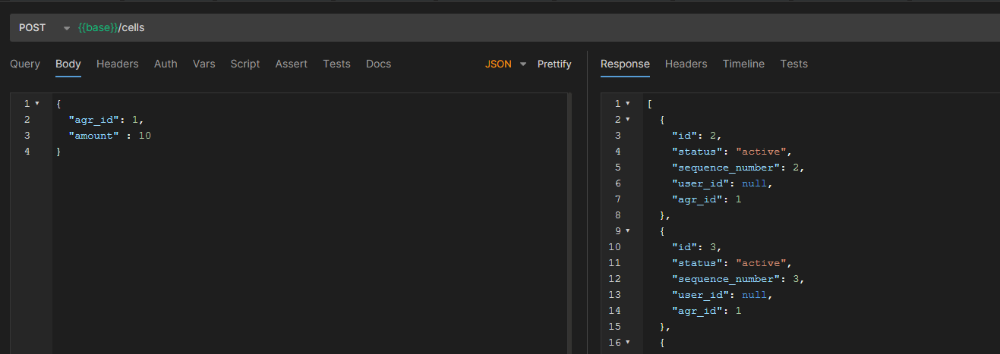 POST {{base}}/cells
Query Body Headers Auth Vars Script Assert Tests Docs JSON Prettify
1 {
2 "agr_id": 1,
3 "amount" : 10
4 }
Response Headers Timeline Tests
1 [
2 {
3 "id": 2,
4 "status": "active",
5 "sequence_number": 2,
6 "user_id": null,
7 "agr_id": 1
8 },
9 {
10 "id": 3,
11 "status": "active",
12 "sequence_number": 3,
13 "user_id": null,
14 "agr_id": 1
15 },
16 {